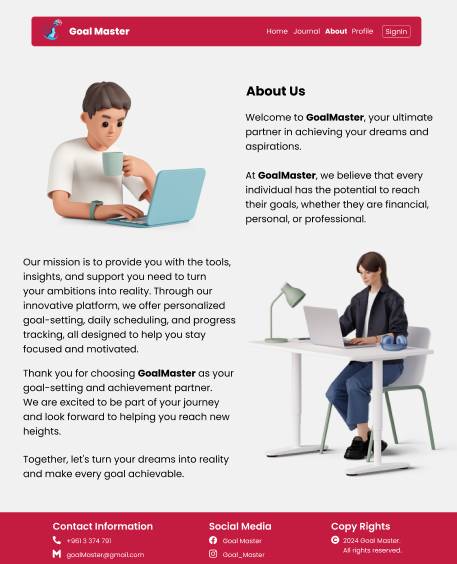 Goal Master
Home Journal About Profile SignIn
About Us
Welcome to GoalMaster, your ultimate
partner in achieving your dreams and
aspirations.
At GoalMaster, we believe that every
individual has the potential to reach
their goals, whether they are financial,
personal, or professional.
Our mission is to provide you with the tools,
insights, and support you need to turn
your ambitions into reality. Through our
innovative platform, we offer personalized
goal-setting, daily scheduling, and progress
tracking, all designed to help you stay
focused and motivated.
Thank you for choosing GoalMaster as your
goal-setting and achievement partner.
We are excited to be part of your journey
and look forward to helping you reach new
heights.
Together, let's turn your dreams into reality
and make every goal achievable.
Contact Information
+961 3 374 791
goalMaster@gmail.com
Social Media
Goal Master
Goal_Master
Copy Rights
2024 Goal Master.
All rights reserved.